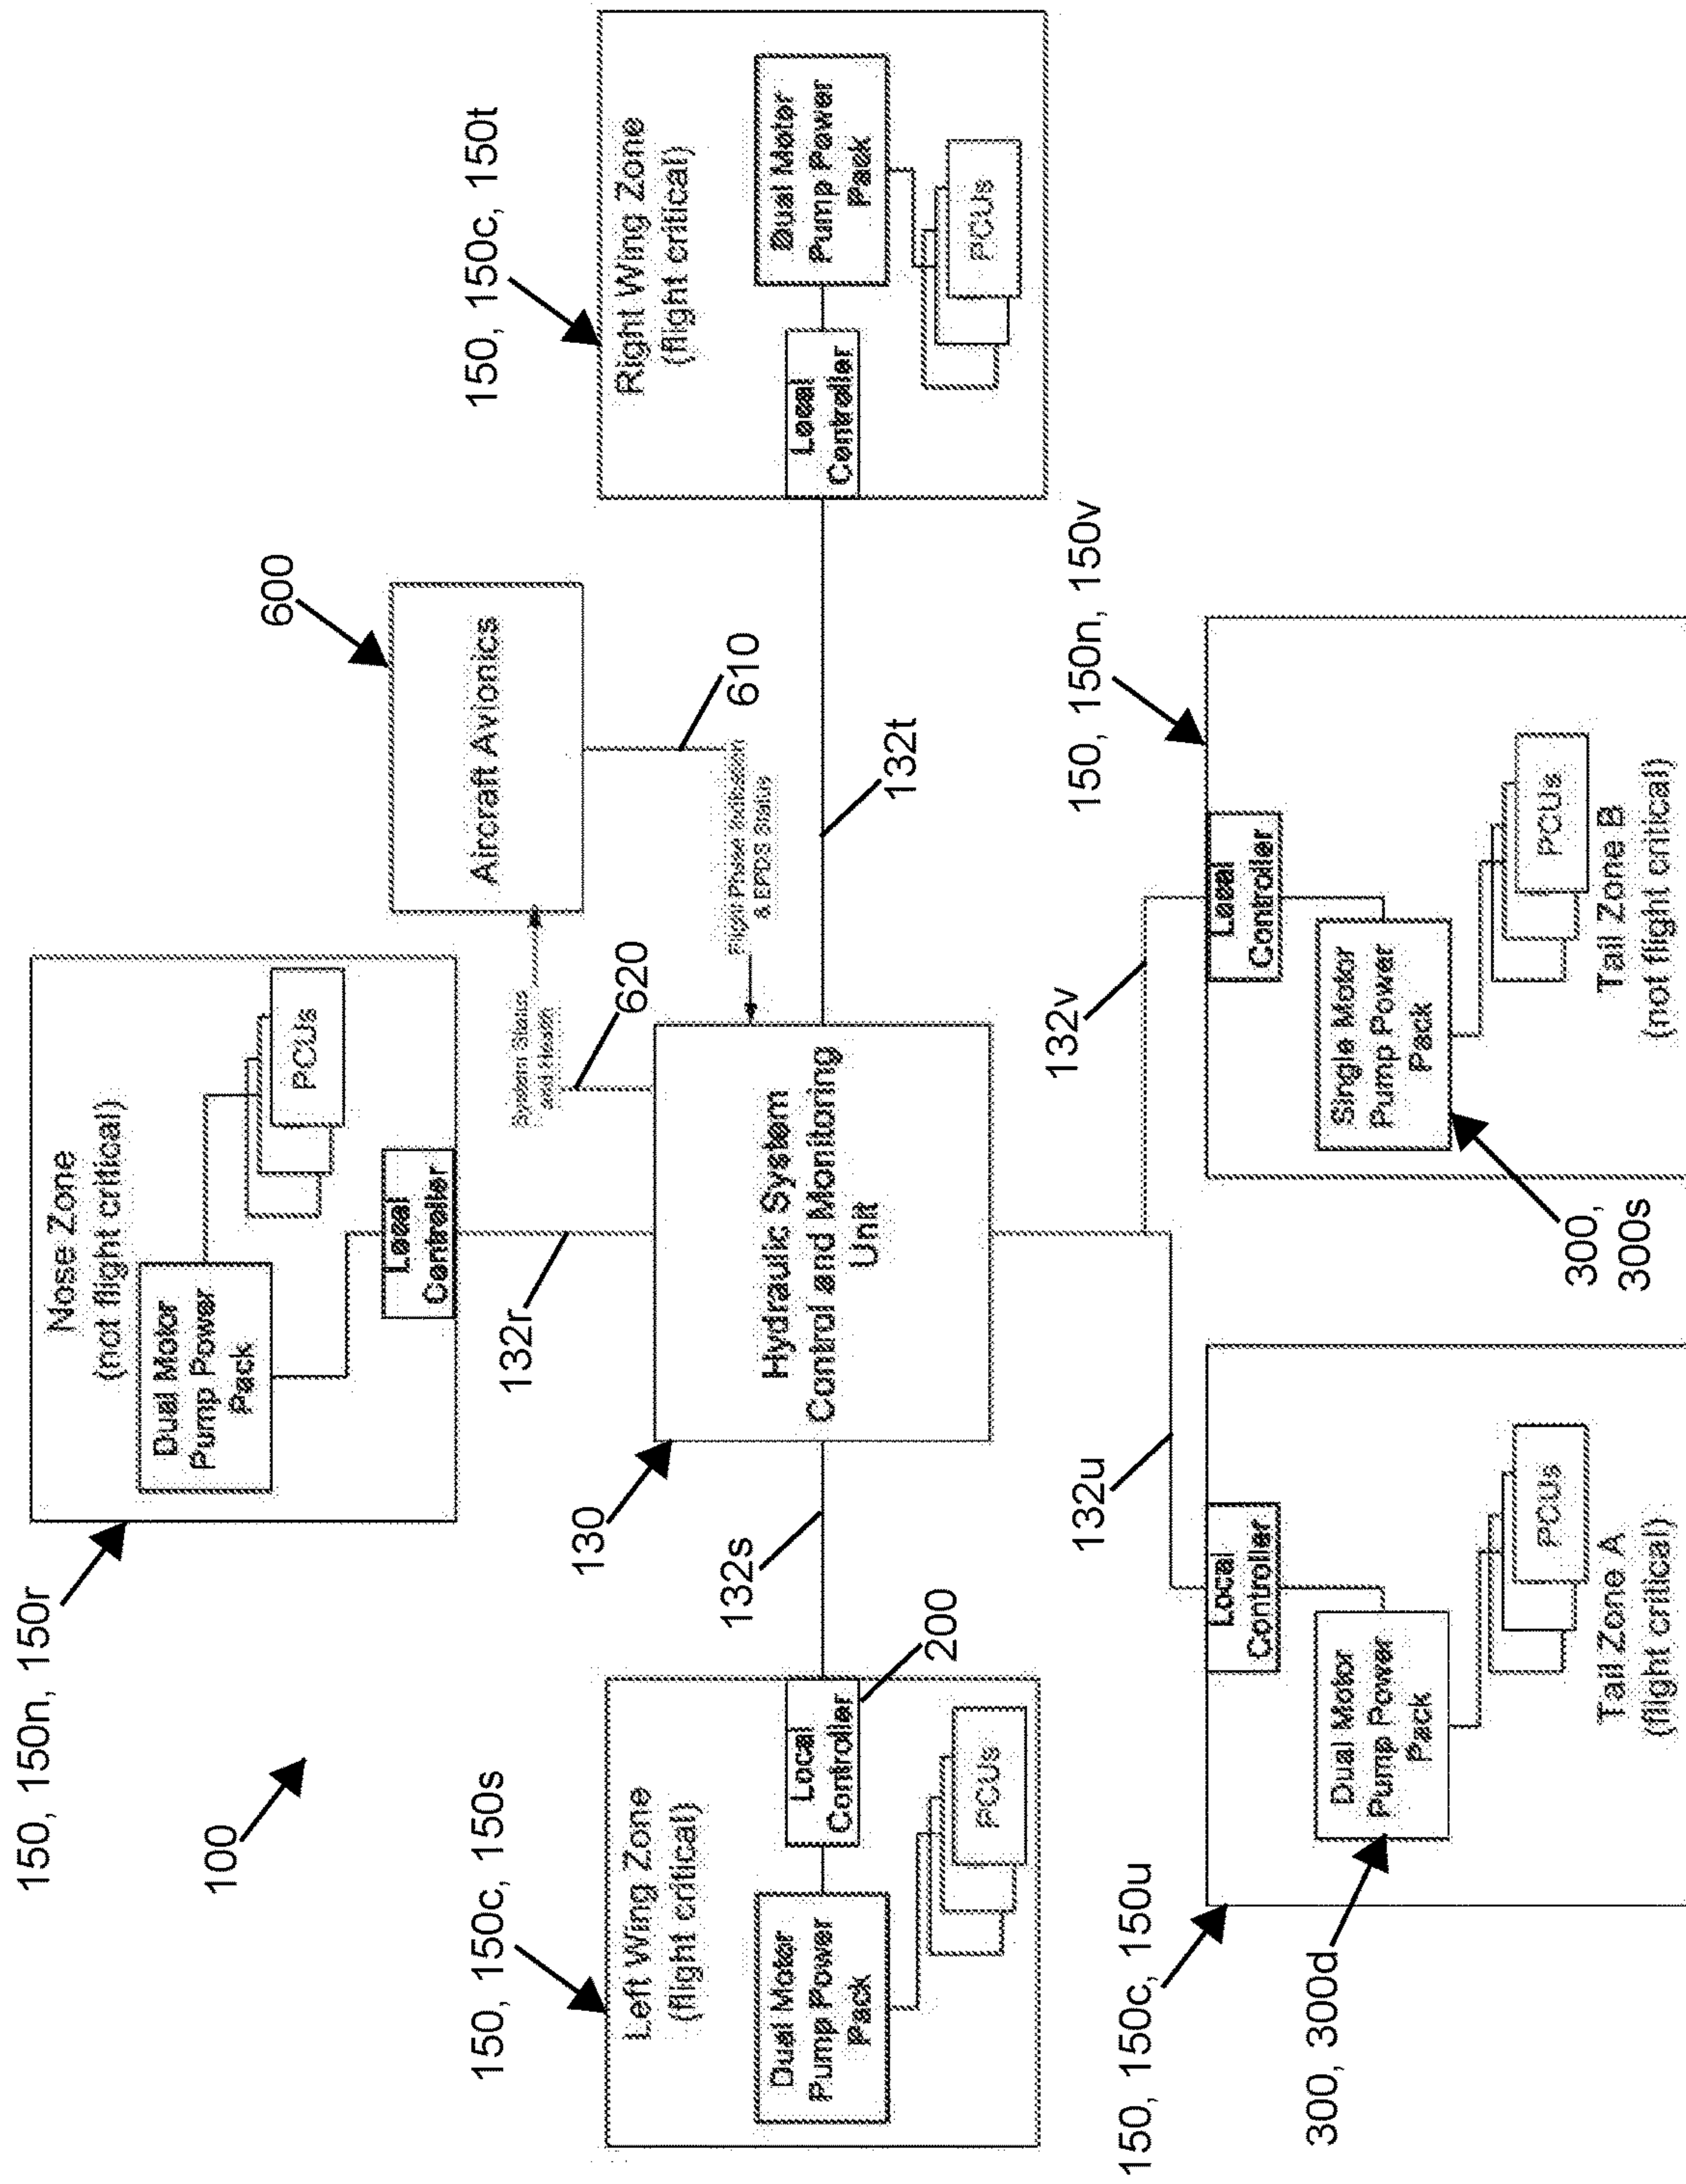 150, 150n, 150r
100
Nose Zone
(not flight critical)
Dual Motor
Pump Power
Pack
PCUs
Local
Controller
132r
600
Aircraft Avionics
610
620
System Status
and Health
Flight Phase Indication
& EPDS Status
150, 150c, 150s
Left Wing Zone
(flight critical)
Dual Motor
Pump Power
Pack
Local
Controller
PCUs
200
132s
130
Hydraulic System
Control and Monitoring
Unit
132t
150, 150c, 150t
Right Wing Zone
(flight critical)
Local
Controller
Dual Motor
Pump Power
Pack
PCUs
132u
150, 150c, 150u
Local
Controller
Dual Motor
Pump Power
Pack
PCUs
Tail Zone A
(flight critical)
300, 300d
132v
150, 150n, 150v
Local
Controller
Single Motor
Pump Power
Pack
PCUs
Tail Zone B
(not flight critical)
300,
300s